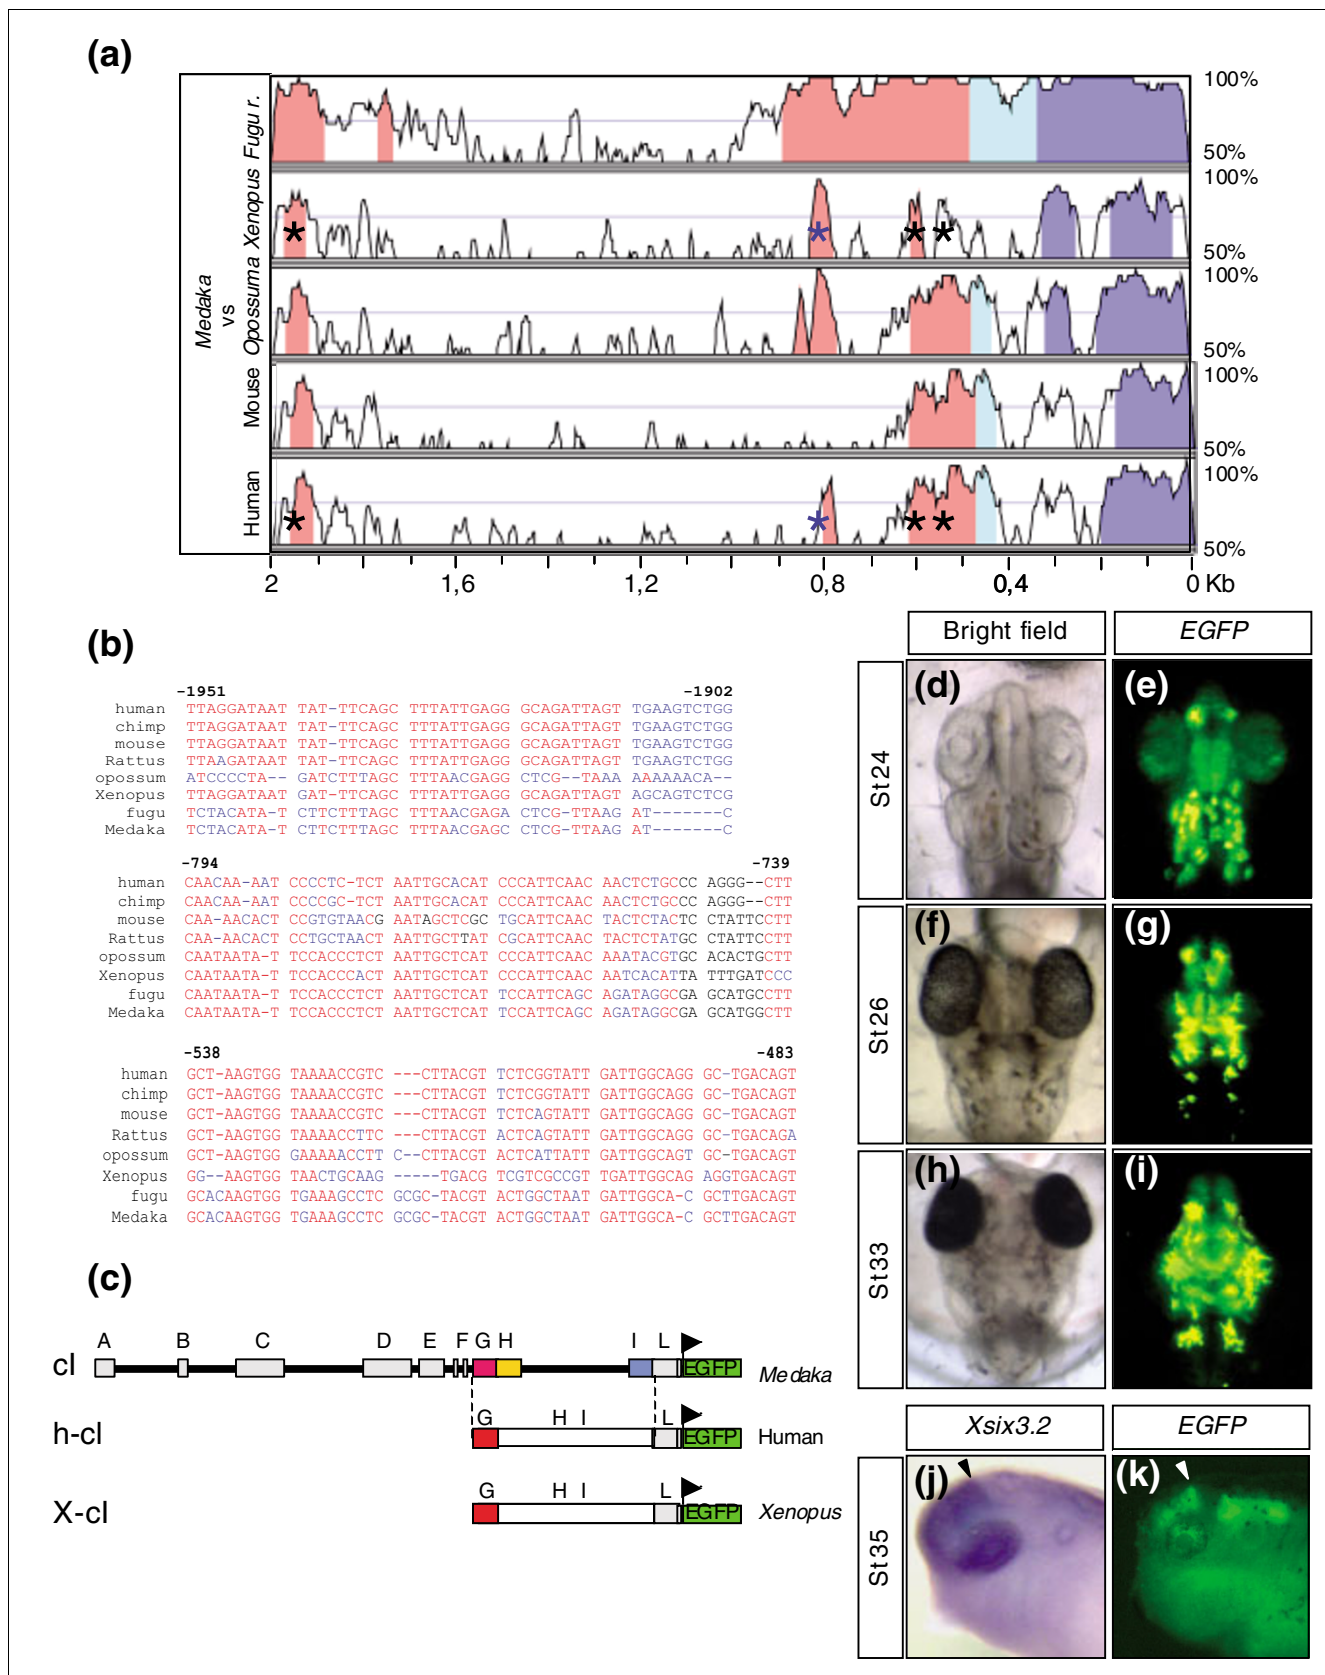 (a)
Medaka
vs
Fugu r.
Xenopus
Opossuma
Mouse
Human
100%
50%
100%
50%
100%
50%
100%
50%
100%
50%
* * * *
* * * *
2 1,6 1,2 0,8 0,4 0 Kb
(b)
-1951 -1902
human TTAGGATAAT TAT-TTCAGC TTTATTGAGG GCAGATTAGT TGAAGTCTGG
chimp TTAGGATAAT TAT-TTCAGC TTTATTGAGG GCAGATTAGT TGAAGTCTGG
mouse TTAGGATAAT TAT-TTCAGC TTTATTGAGG GCAGATTAGT TGAAGTCTGG
Rattus TTAAGATAAT TAT-TTCAGC TTTATTGAGG GCAGATTAGT TGAAGTCTGG
opossum ATCCCCTA-- GATCTTTAGC TTTAACGAGG CTCG--TAAA AAAAAACA--
Xenopus TTAGGATAAT GAT-TTCAGC TTTATTGAGG GCAGATTAGT AGCAGTCTCG
fugu TCTACATA-T CTTCTTTAGC TTTAACGAGA CTCG-TTAAG AT-------C
Medaka TCTACATA-T CTTCTTTAGC TTTAACGAGC CTCG-TTAAG AT-------C
-794 -739
human CAACAA-AAT CCCCTC-TCT AATTGCACAT CCCATTCAAC AACTCTGCCC AGGG--CTT
chimp CAACAA-AAT CCCCGC-TCT AATTGCACAT CCCATTCAAC AACTCTGCCC AGGG--CTT
mouse CAA-AACACT CCGTGTAACG AATAGCTCGC TGCATTCAAC TACTCTACTC CTATTCCTT
Rattus CAA-AACACT CCTGCTAACT AATTGCTTAT CGCATTCAAC TACTCTATGC CCTATTCCTT
opossum CAATAATA-T TCCACCCTCT AATTGCTCAT CCCATTCAAC AAATACGTGC ACACTGCTT
Xenopus CAATAATA-T TCCACCCACT AATTGCTCAT CCCATTCAAC AATCACATTA TTTGATCCC
fugu CAATAATA-T TCCACCCTCT AATTGCTCAT TCCATTCAGC AGATAGGCGA GCATGCCTT
Medaka CAATAATA-T TCCACCCTCT AATTGCTCAT TCCATTCAGC AGATAGGCGA GCATGGCTT
-538 -483
human GCT-AAGTGG TAAAACCGTC ---CTTACGT TCTCGGTATT GATTGGCAGG GC-TGACAGT
chimp GCT-AAGTGG TAAAACCGTC ---CTTACGT TCTCGGTATT GATTGGCAGG GC-TGACAGT
mouse GCT-AAGTGG TAAAACCGTC ---CTTACGT TCTCAGTATT GATTGGCAGG GC-TGACAGT
Rattus GCT-AAGTGG TAAAACCTTC ---CTTACGT ACTCAGTATT GATTGGCAGG GC-TGACAGA
opossum GCT-AAGTGG GAAAAACCTT C--CTTACGT ACTCATTATT GATTGGCAGT GC-TGACAGT
Xenopus GG--AAGTGG TAACTGCAAG -----TGACG TCGTCGCCGT TGATTGGCAG AGGTGACAGT
fugu GCACAAGTGG TGAAAGCCTC GCGC-TACGT ACTGGCTAAT GATTGGCA-C GCTTGACAGT
Medaka GCACAAGTGG TGAAAGCCTC GCGC-TACGT ACTGGCTAAT GATTGGCA-C GCTTGACAGT
(c)
A B C D E F G H I L
cI EGFP Medaka
G H I L
h-cI EGFP Human
G H I L
X-cI EGFP Xenopus
Bright field EGFP
St24 (d) (e)
St26 (f) (g)
St33 (h) (i)
Xsix3.2 EGFP
St35 (j) (k)